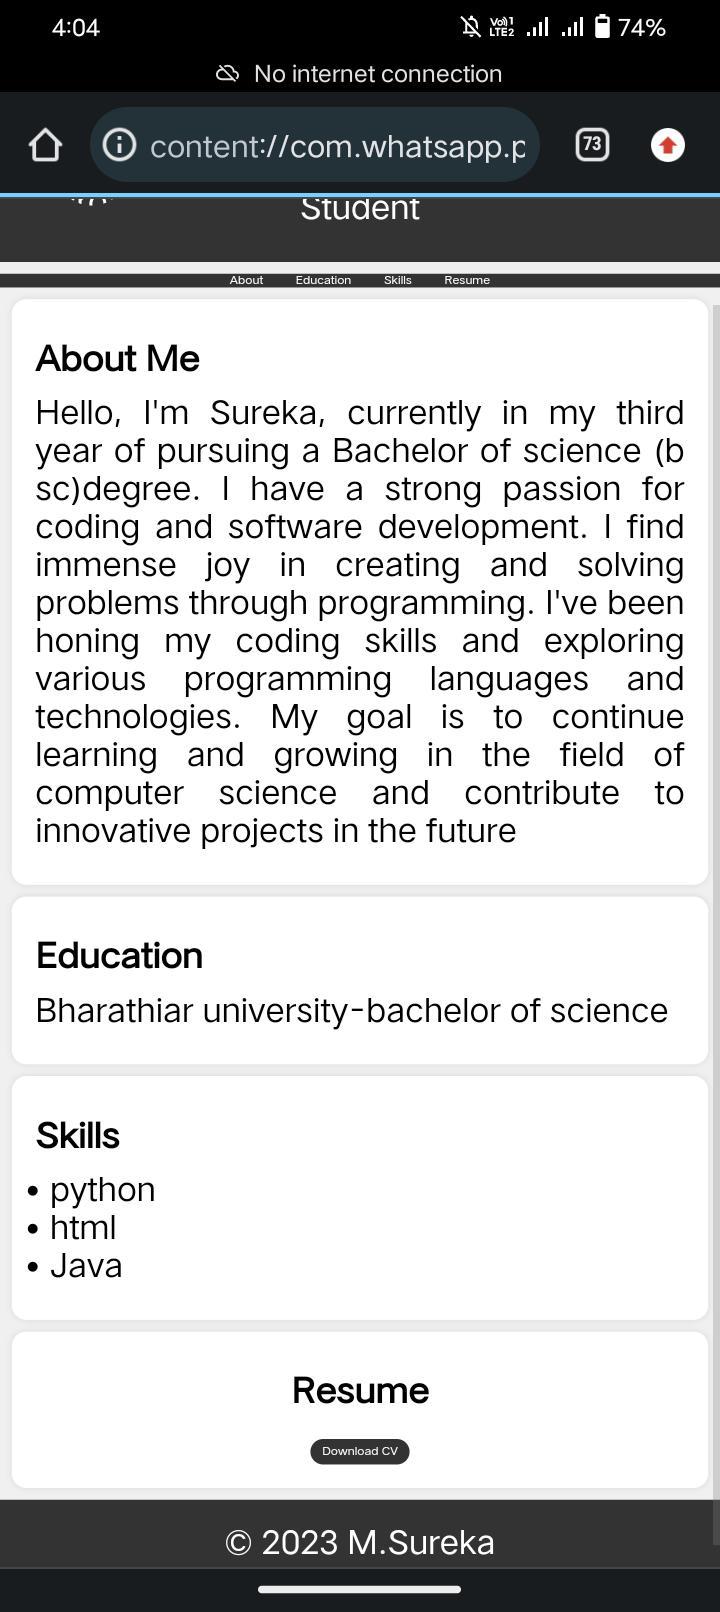 4:04
Vo)) 1
LTE2
74%
No internet connection
content://com.whatsapp.p
73
Student
About Education Skills Resume
About Me
Hello, I'm Sureka, currently in my third
year of pursuing a Bachelor of science (b
sc)degree. I have a strong passion for
coding and software development. I find
immense joy in creating and solving
problems through programming. I've been
honing my coding skills and exploring
various programming languages and
technologies. My goal is to continue
learning and growing in the field of
computer science and contribute to
innovative projects in the future
Education
Bharathiar university-bachelor of science
Skills
• python
• html
• Java
Resume
Download CV
© 2023 M.Sureka